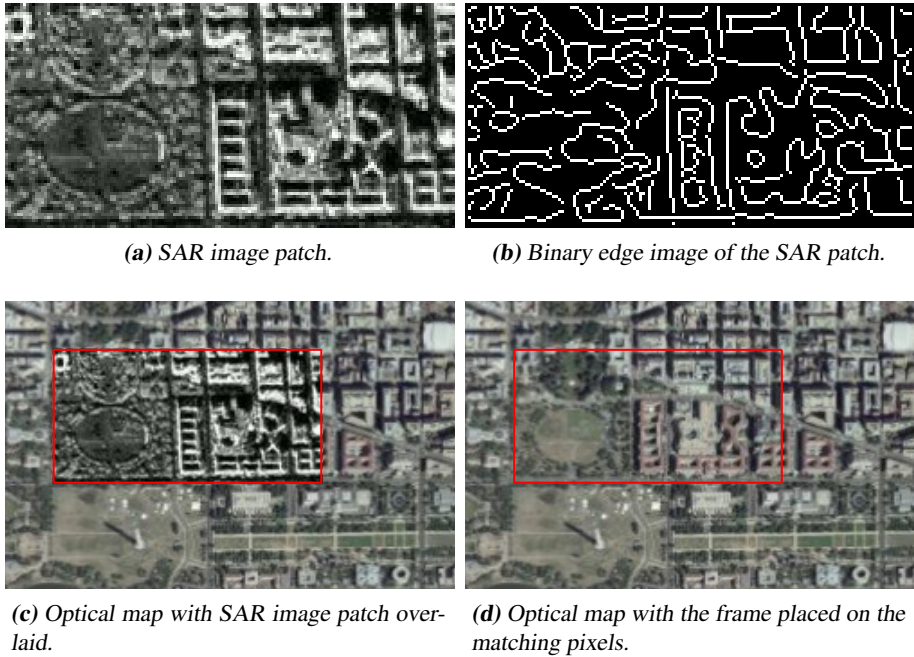 (a) SAR image patch.
(b) Binary edge image of the SAR patch.
(c) Optical map with SAR image patch over-
laid.
(d) Optical map with the frame placed on the
matching pixels.